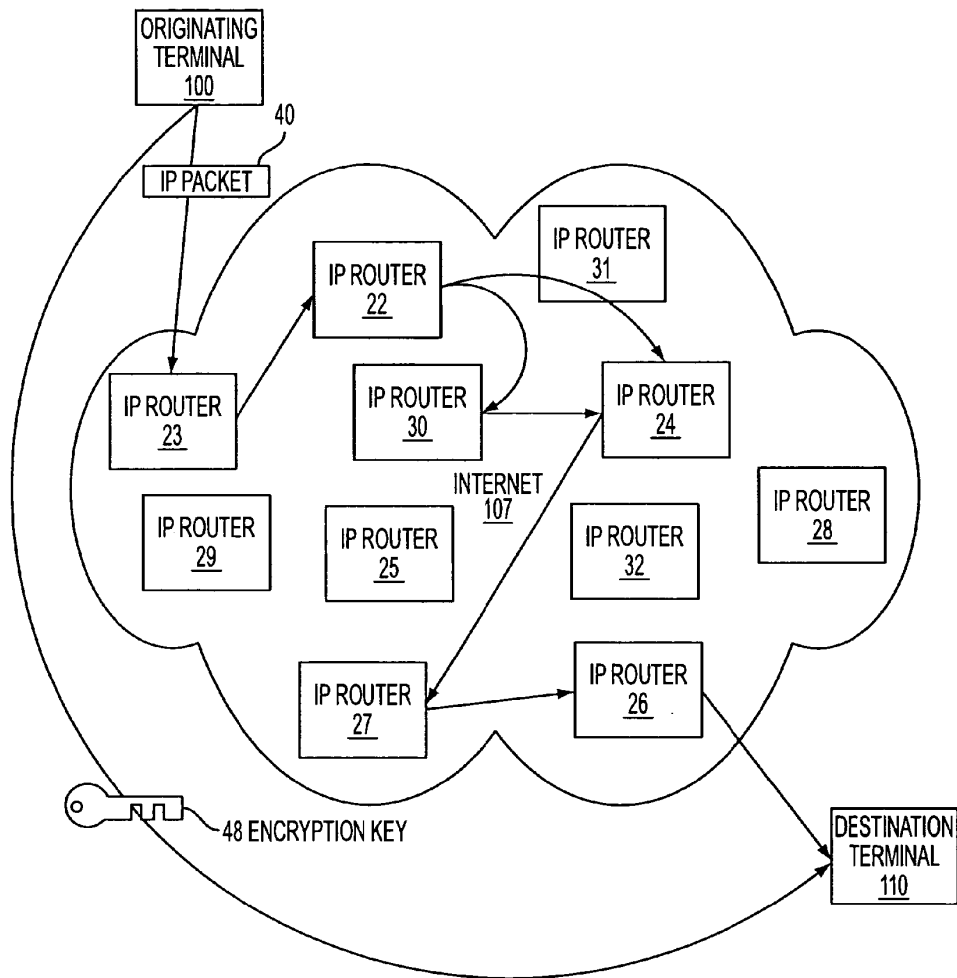 ORIGINATING
TERMINAL
100
40
IP PACKET
IP ROUTER
31
IP ROUTER
22
IP ROUTER
23
IP ROUTER
30
IP ROUTER
24
INTERNET
107
IP ROUTER
28
IP ROUTER
29
IP ROUTER
25
IP ROUTER
32
IP ROUTER
27
IP ROUTER
26
48 ENCRYPTION KEY
DESTINATION
TERMINAL
110